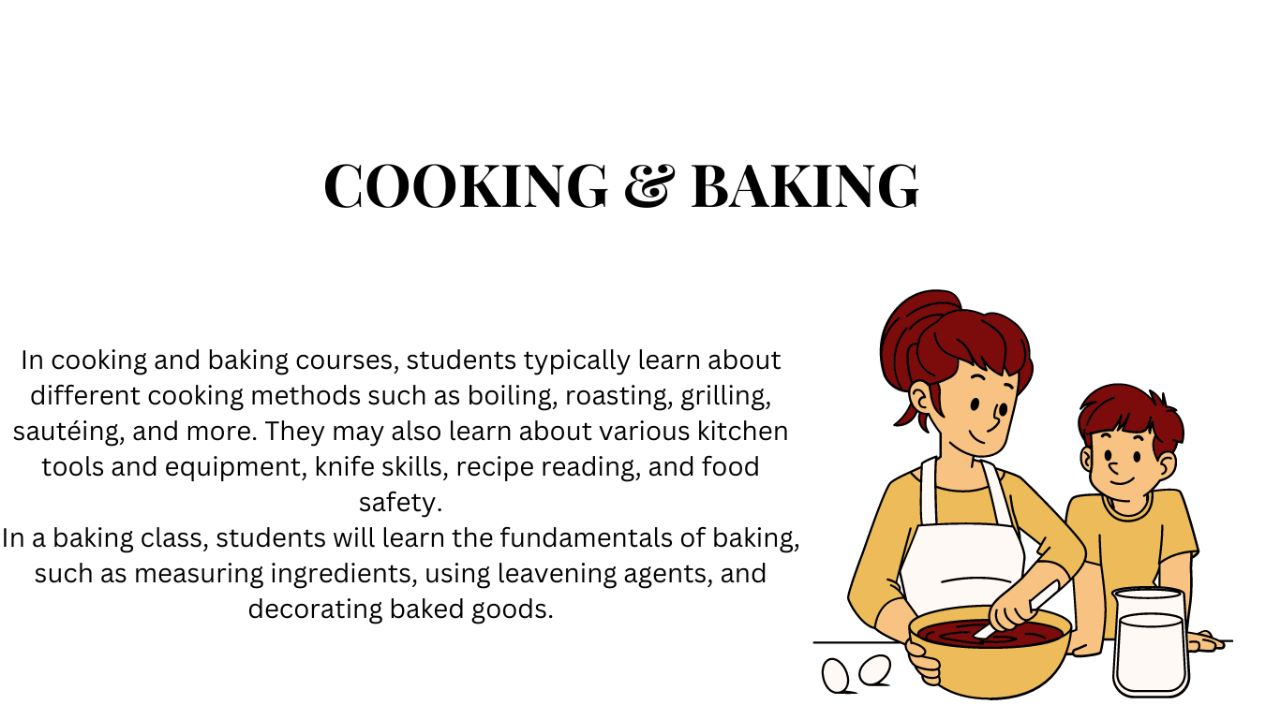 COOKING & BAKING
In cooking and baking courses, students typically learn about
different cooking methods such as boiling, roasting, grilling,
sautéing, and more. They may also learn about various kitchen
tools and equipment, knife skills, recipe reading, and food
safety.
In a baking class, students will learn the fundamentals of baking,
such as measuring ingredients, using leavening agents, and
decorating baked goods.